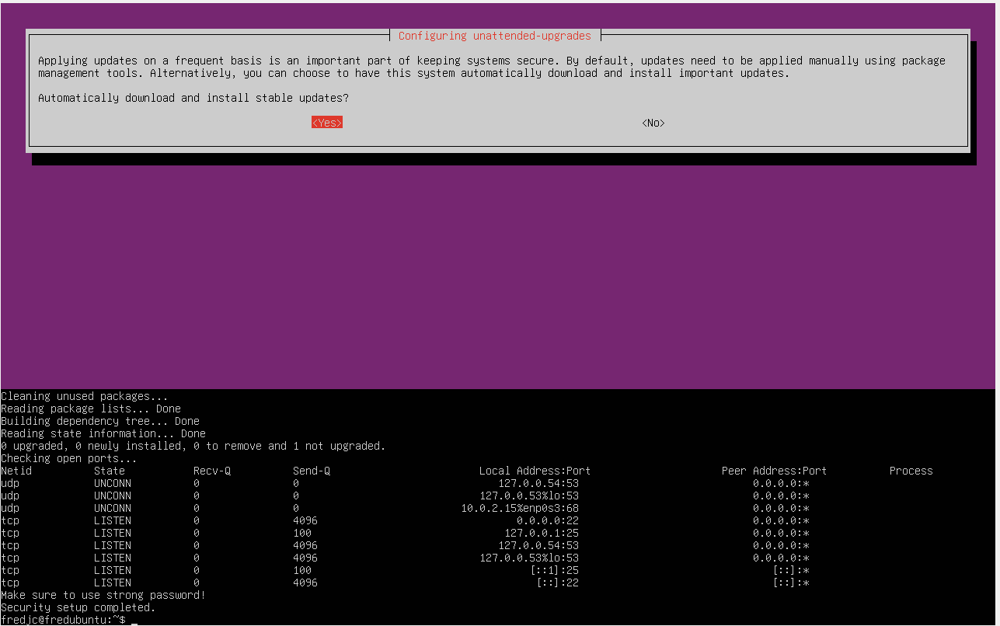 Configuring unattended-upgrades
Applying updates on a frequent basis is an important part of keeping systems secure. By default, updates need to be applied manually using package
management tools. Alternatively, you can choose to have this system automatically download and install important updates.
Automatically download and install stable updates?
<Yes> <No>
Cleaning unused packages...
Reading package lists... Done
Building dependency tree... Done
Reading state information... Done
0 upgraded, 0 newly installed, 0 to remove and 1 not upgraded.
Checking open ports...
Netid State Recv-Q Send-Q Local Address:Port Peer Address:Port Process
udp UNCONN 0 0 127.0.0.54:53 0.0.0.0:*
udp UNCONN 0 0 127.0.0.53%lo:53 0.0.0.0:*
udp UNCONN 0 0 10.0.2.15%enp0s3:68 0.0.0.0:*
tcp LISTEN 0 4096 0.0.0.0:22 0.0.0.0:*
tcp LISTEN 0 100 127.0.0.1:25 0.0.0.0:*
tcp LISTEN 0 4096 127.0.0.54:53 0.0.0.0:*
tcp LISTEN 0 4096 127.0.0.53%lo:53 0.0.0.0:*
tcp LISTEN 0 100 [::1]:25 [::]:*
tcp LISTEN 0 4096 [::]:22 [::]:*
Make sure to use strong password!
Security setup completed.
fredjc@fredubuntu:~$ _